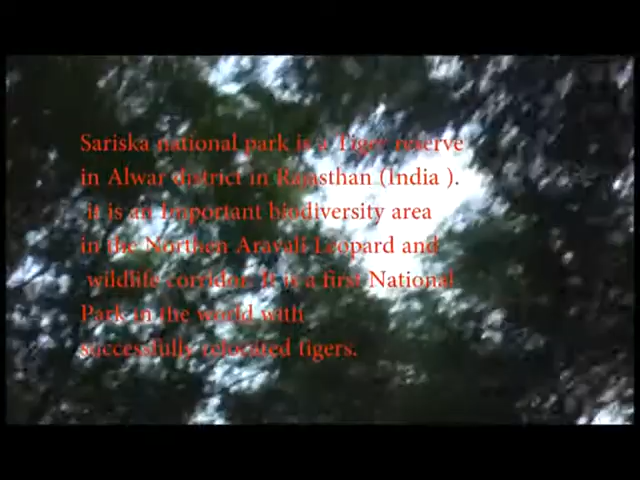 Sariska national park is a Tiger reserve
in Alwar district in Rajasthan (India ).
it is an Important biodiversity area
in the Northen Aravali Leopard and
wildlife corridor. It is a first National
Park in the world with
successfully relocated tigers.